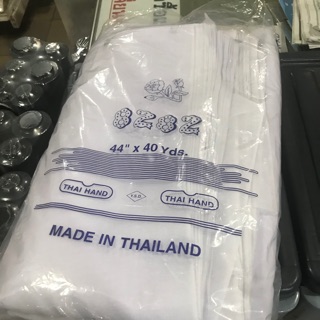 8282
44" x 40 Yds.
THAI HAND THAI HAND
MADE IN THAILAND